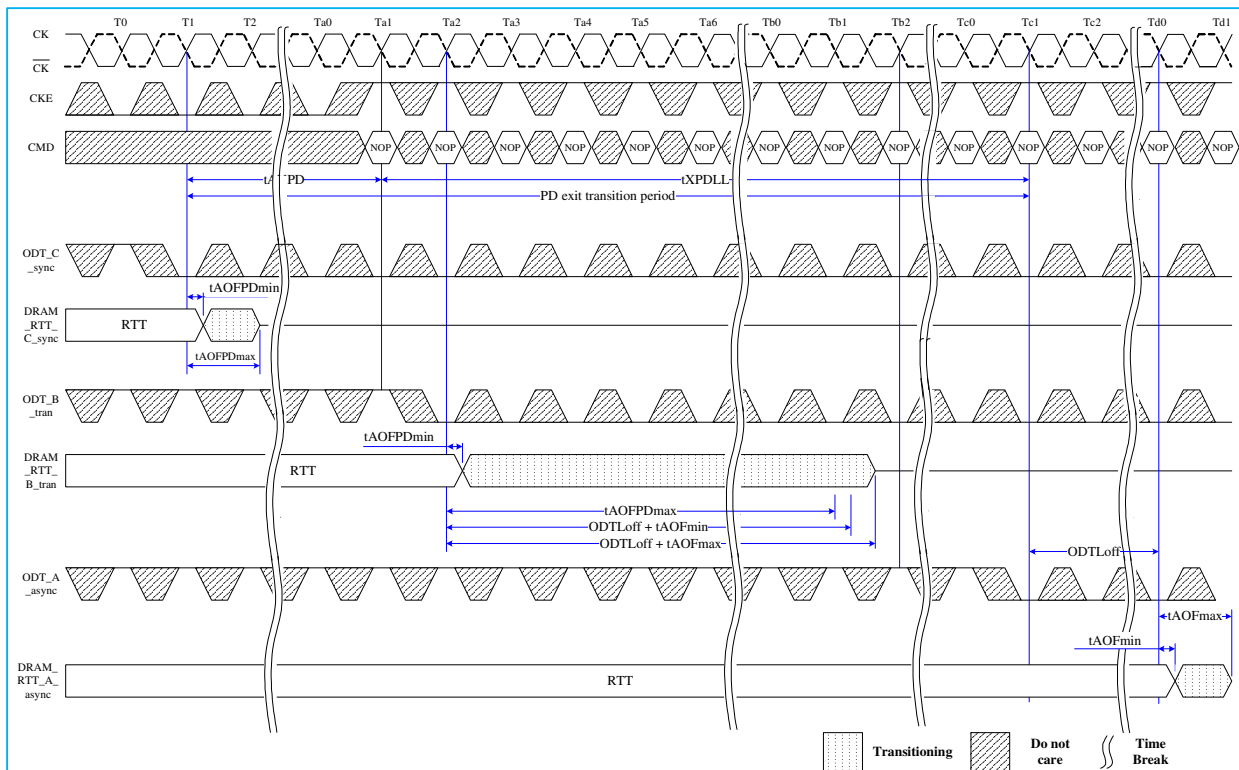 T0 T1 T2 Ta0 Ta1 Ta2 Ta3 Ta4 Ta5 Ta6 Tb0 Tb1 Tb2 Tc0 Tc1 Tc2 Td0 Td1
CK
CK
CKE
CMD
NOP NOP NOP NOP NOP NOP NOP NOP NOP NOP NOP NOP NOP NOP
tXPDLL
PD exit transition period
ODT_C
_sync
tAOFPDmin
DRAM
_RTT_
C_sync
RTT
tAOFPDmax
ODT_B
_tran
tAOFPDmin
DRAM
_RTT_
B_tran
RTT
tAOFPDmax
ODTLoff + tAOFmin
ODTLoff + tAOFmax
ODT_A
_async
ODTLoff
tAOFmax
tAOFmin
DRAM_
RTT_A_
async
RTT
Transitioning
Do not
care
Time
Break